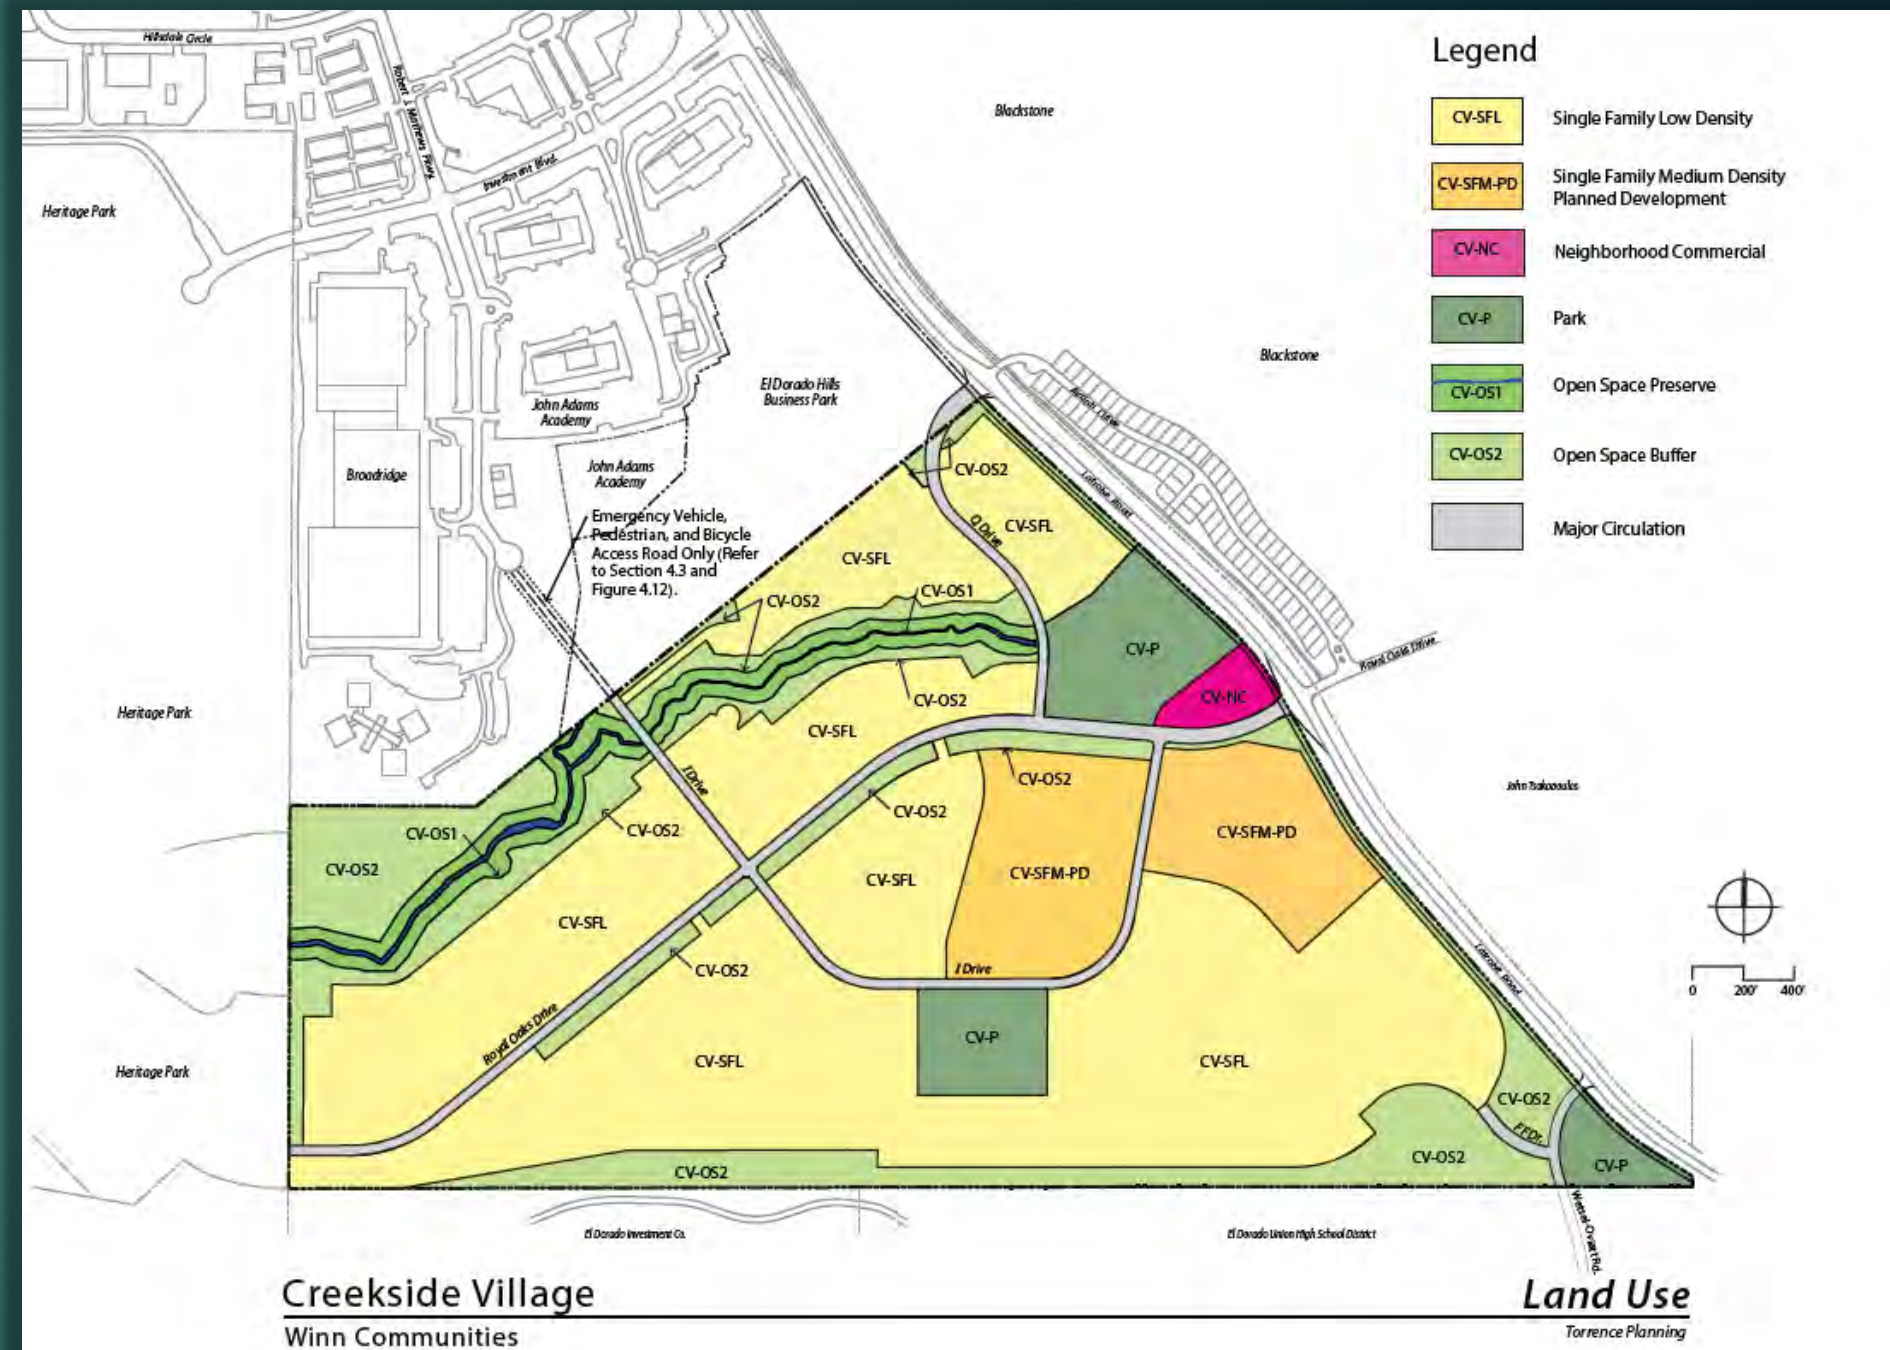 Hillsdale Circle
Robert J. Mathews Pkwy.
Investment Blvd.
Heritage Park
Blackstone
Blackstone
El Dorado Hills
Business Park
John Adams
Academy
John Adams
Academy
Broadridge
Emergency Vehicle,
Pedestrian, and Bicycle
Access Road Only (Refer
to Section 4.3 and
Figure 4.12).
Latrobe Road
Royal Oaks Drive
Heritage Park
Heritage Park
CV-OS2
Q Drive
CV-SFL
CV-SFL
CV-OS2
CV-OS1
CV-P
CV-NC
CV-OS2
CV-SFL
J Drive
CV-OS2
CV-OS2
CV-OS2
CV-OS1
CV-OS2
CV-SFM-PD
CV-SFL
CV-SFM-PD
CV-SFL
CV-OS2
J Drive
Royal Oaks Drive
CV-P
CV-SFL
CV-SFL
CV-OS2
CV-OS2
CV-OS2
CV-P
Latrobe Road
El Dorado Investment Co.
El Dorado Union High School District
Legend
CV-SFL Single Family Low Density
CV-SFM-PD Single Family Medium Density
Planned Development
CV-NC Neighborhood Commercial
CV-P Park
CV-OS1 Open Space Preserve
CV-OS2 Open Space Buffer
Major Circulation
0 200' 400'
Creekside Village
Winn Communities
Land Use
Torrence Planning